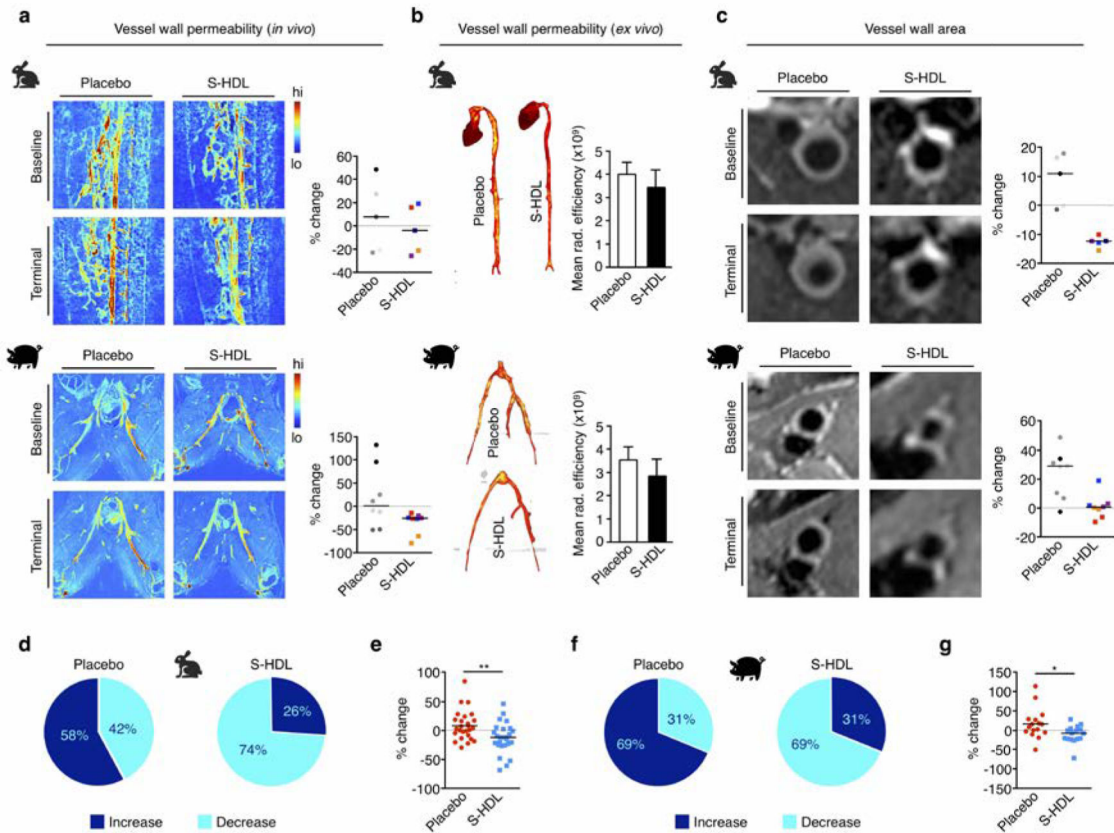 a
Vessel wall permeability (in vivo)
Placebo
S-HDL
hi
lo
Baseline
Terminal
60
40
20
0
-20
-40
% change
Placebo
S-HDL
Placebo
S-HDL
hi
lo
Baseline
Terminal
150
100
50
0
-50
-100
% change
Placebo
S-HDL
b
Vessel wall permeability (ex vivo)
Placebo
S-HDL
Mean rad. efficiency (x10⁹)
5
4
3
2
1
0
Placebo
S-HDL
Placebo
S-HDL
Mean rad. efficiency (x10⁹)
5
4
3
2
1
0
Placebo
S-HDL
c
Vessel wall area
Placebo
S-HDL
Baseline
Terminal
% change
20
10
0
-10
-20
Placebo
S-HDL
Placebo
S-HDL
Baseline
Terminal
% change
60
40
20
0
-20
Placebo
S-HDL
d
Placebo
S-HDL
58%
42%
26%
74%
Increase
Decrease
e
**
% change
100
50
0
-50
-100
Placebo
S-HDL
f
Placebo
S-HDL
31%
69%
31%
69%
Increase
Decrease
g
*
% change
150
100
50
0
-50
-100
-150
Placebo
S-HDL